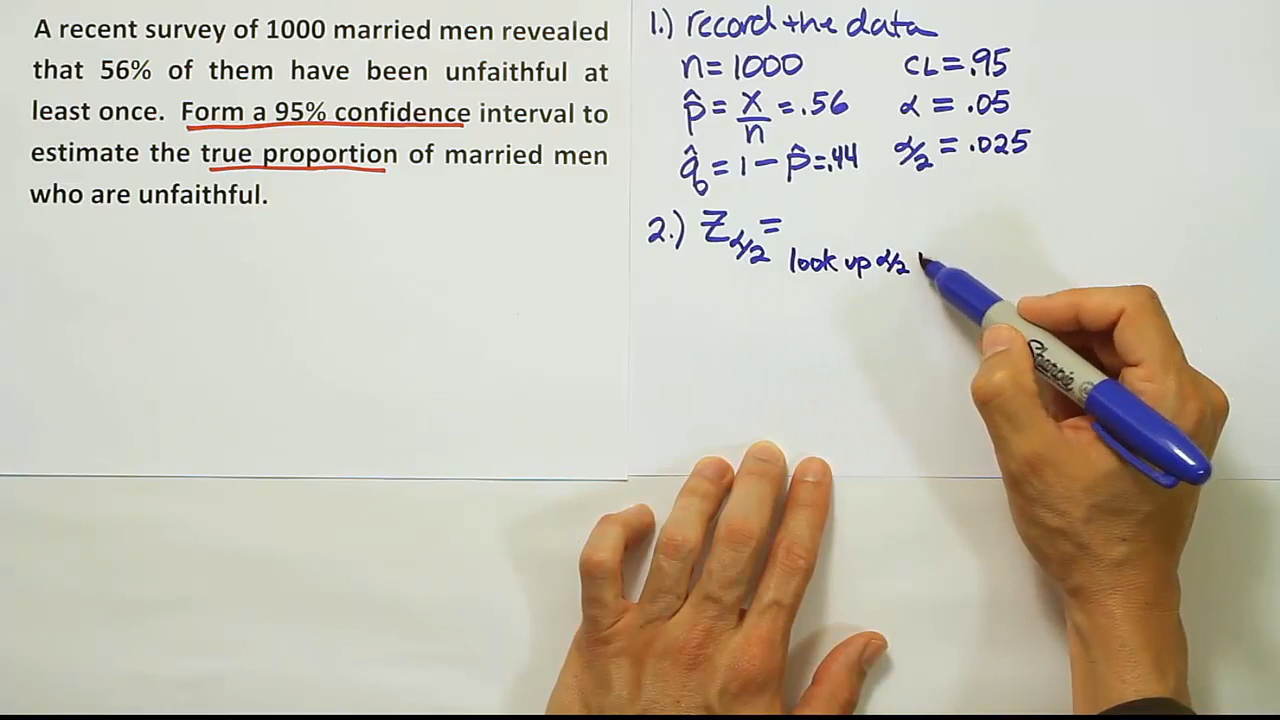 A recent survey of 1000 married men revealed
that 56% of them have been unfaithful at
least once. Form a 95% confidence interval to
estimate the true proportion of married men
who are unfaithful.
1.) record the data
n = 1000
p̂ = x/n = .56
q̂ = 1 - p̂ = .44
CL = .95
α = .05
α/2 = .025
2.) Z α/2 =
look up α/2
Sharpie